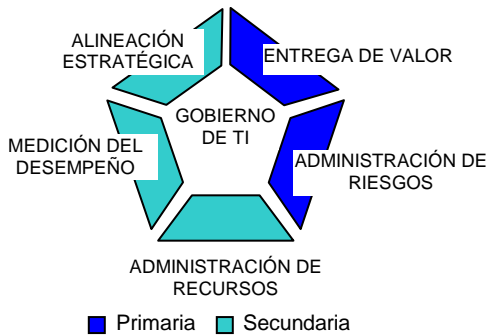 ALINEACIÓN
ESTRATÉGICA
ENTREGA DE VALOR
GOBIERNO
DE TI
MEDICIÓN DEL
DESEMPEÑO
ADMINISTRACIÓN DE
RIESGOS
ADMINISTRACIÓN DE
RECURSOS
Primaria Secundaria